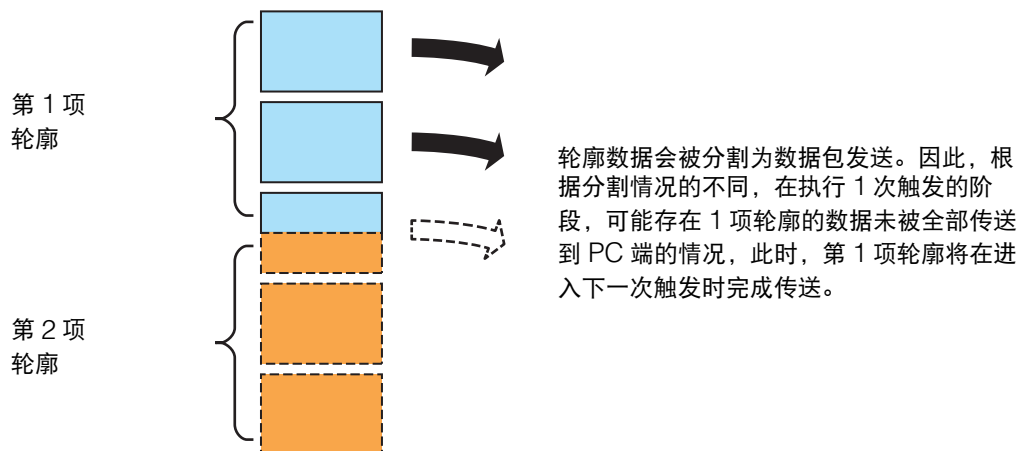 第 1 项
轮廓
轮廓数据会被分割为数据包发送。因此，根
据分割情况的不同，在执行 1 次触发的阶
段，可能存在 1 项轮廓的数据未被全部传送
到 PC 端的情况，此时，第 1 项轮廓将在进
入下一次触发时完成传送。
第 2 项
轮廓